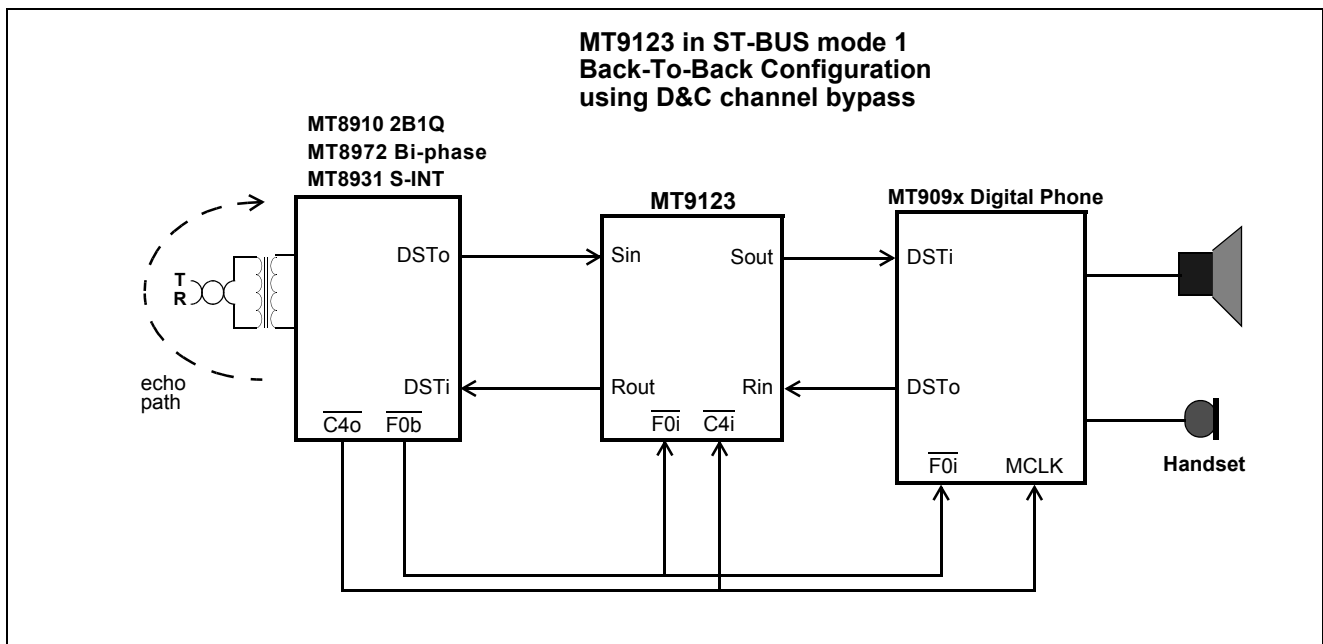 MT9123 in ST-BUS mode 1
Back-To-Back Configuration
using D&C channel bypass
MT8910 2B1Q
MT8972 Bi-phase
MT8931 S-INT
MT9123
MT909x Digital Phone
DSTo
Sin
Sout
DSTi
T
R
echo
path
DSTi
Rout
Rin
DSTo
C4o
F0b
F0i
C4i
F0i
MCLK
Handset